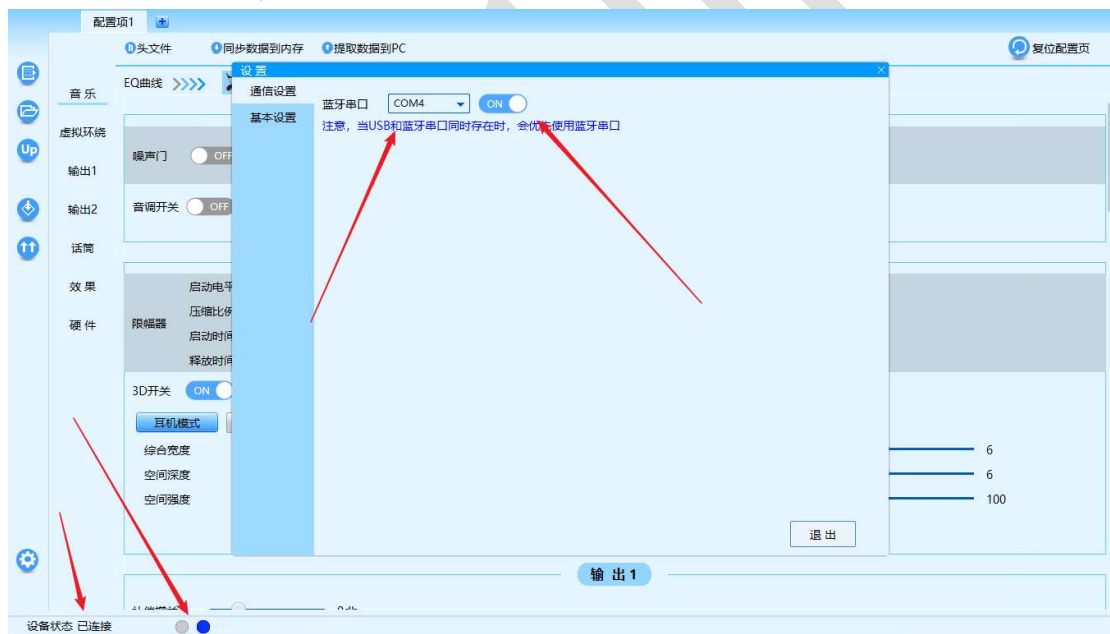 配置项1
头文件 同步数据到内存 提取数据到PC 复位配置页
EQ曲线
设置
音乐
虚拟环绕
输出1
输出2
话筒
效果
硬件
通信设置
基本设置
蓝牙串口 COM4 ON
注意，当USB和蓝牙串口同时存在时，会优先使用蓝牙串口
噪声门 OFF
音调开关 OFF
限幅器
启动电平
压缩比例
启动时间
释放时间
3D开关 ON
耳机模式
综合宽度 6
空间深度 6
空间强度 100
退出
输出1
设备状态 已连接
Up